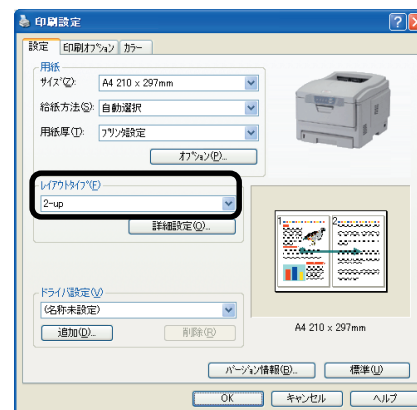 印刷設定
設定 印刷オプション カラー
用紙
サイズ(Z): A4 210 x 297mm
給紙方法(S): 自動選択
用紙厚(T): プリンタ設定
オプション(P)...
レイアウトタイプ(E)
2-up
詳細設定(O)...
1 2
ドライバ設定(V)
(名称未設定)
追加(D)... 削除(R)
A4 210 x 297mm
バージョン情報(B)... 標準(U)
OK キャンセル ヘルプ